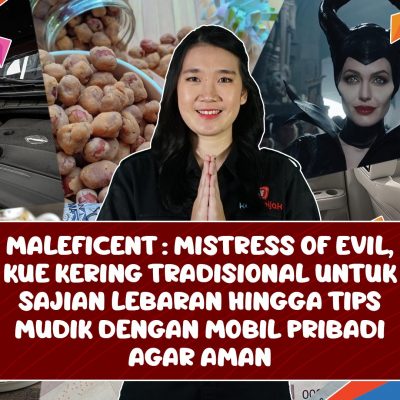 MALEFICENT : MISTRESS OF EVIL,
KUE KERING TRADISIONAL UNTUK
SAJIAN LEBARAN HINGGA TIPS
MUDIK DENGAN MOBIL PRIBADI
AGAR AMAN